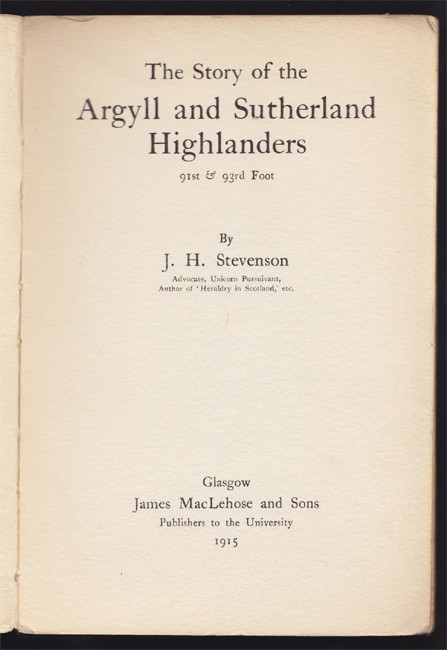 The Story of the
Argyll and Sutherland
Highlanders
91st & 93rd Foot
By
J. H. Stevenson
Advocate, Unicorn Pursuivant,
Author of 'Heraldry in Scotland,' etc.
Glasgow
James MacLehose and Sons
Publishers to the University
1915